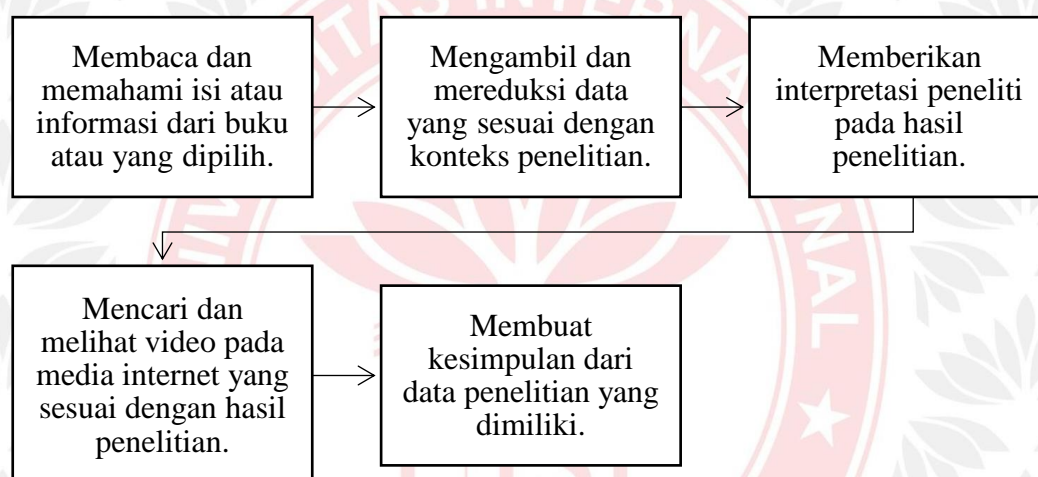 Membaca dan
memahami isi atau
informasi dari buku
atau yang dipilih.
Mengambil dan
mereduksi data
yang sesuai dengan
konteks penelitian.
Memberikan
interpretasi peneliti
pada hasil
penelitian.
Mencari dan
melihat video pada
media internet yang
sesuai dengan hasil
penelitian.
Membuat
kesimpulan dari
data penelitian yang
dimiliki.